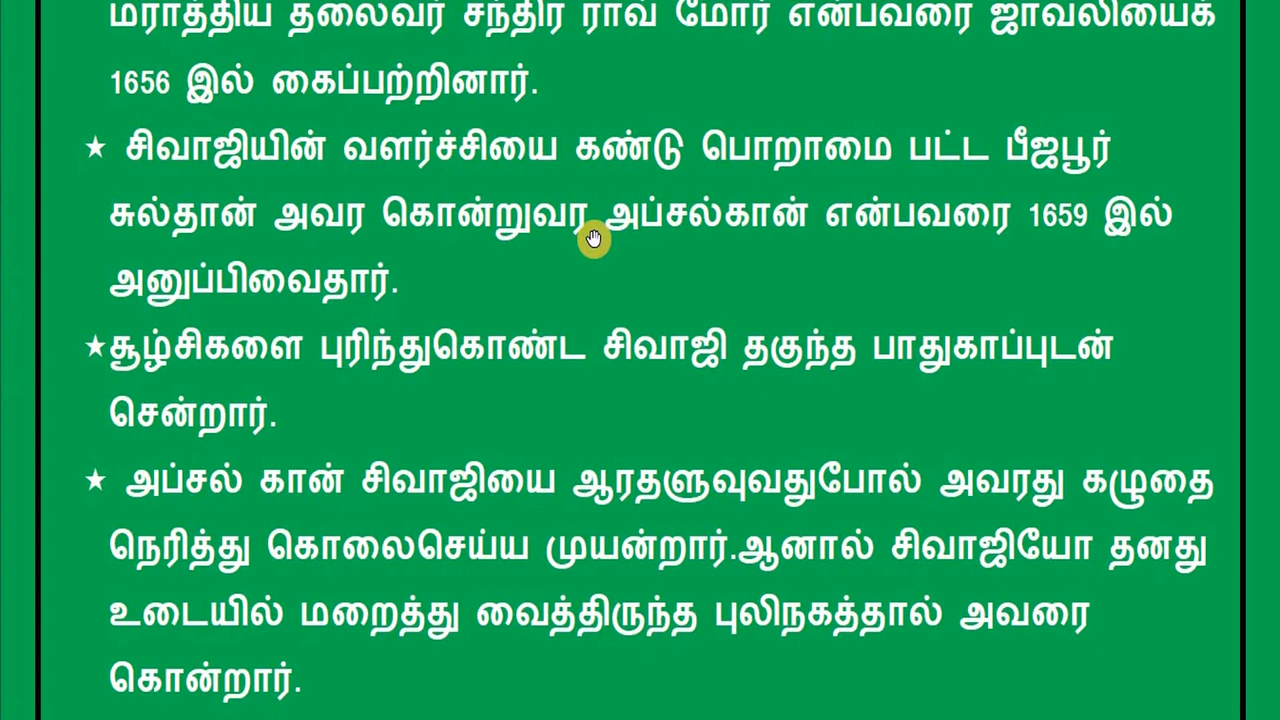 மராத்திய தலைவர் சந்திர ராவ் மோர் என்பவரை ஜாவலியைக்
1656 இல் கைப்பற்றினார்.
★ சிவாஜியின் வளர்ச்சியை கண்டு பொறாமை பட்ட பீஜபூர்
சுல்தான் அவர கொன்றுவர அப்சல்கான் என்பவரை 1659 இல்
அனுப்பிவைதார்.
★சூழ்சிகளை புரிந்துகொண்ட சிவாஜி தகுந்த பாதுகாப்புடன்
சென்றார்.
★ அப்சல் கான் சிவாஜியை ஆரதளுவுவதுபோல் அவரது கழுதை
நெரித்து கொலைசெய்ய முயன்றார்.ஆனால் சிவாஜியோ தனது
உடையில் மறைத்து வைத்திருந்த புலிநகத்தால் அவரை
கொன்றார்.